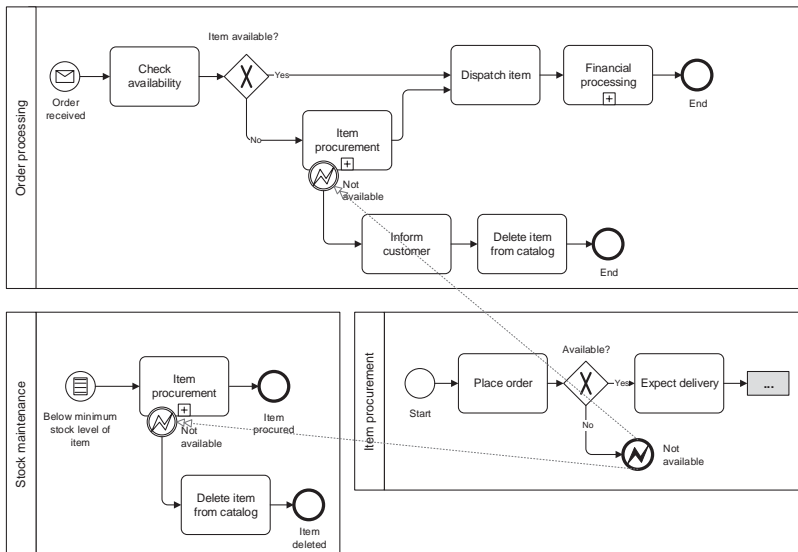 Order processing
Order
received
Check
availability
Item available?
Yes
No
Item
procurement
Not
available
Dispatch item
Financial
processing
End
Inform
customer
Delete item
from catalog
End
Stock maintenance
Below minimum
stock level of
item
Item
procurement
Not
available
Item
procured
Delete item
from catalog
Item
deleted
Item procurement
Start
Place order
Available?
Yes
No
Expect delivery
...
Not
available